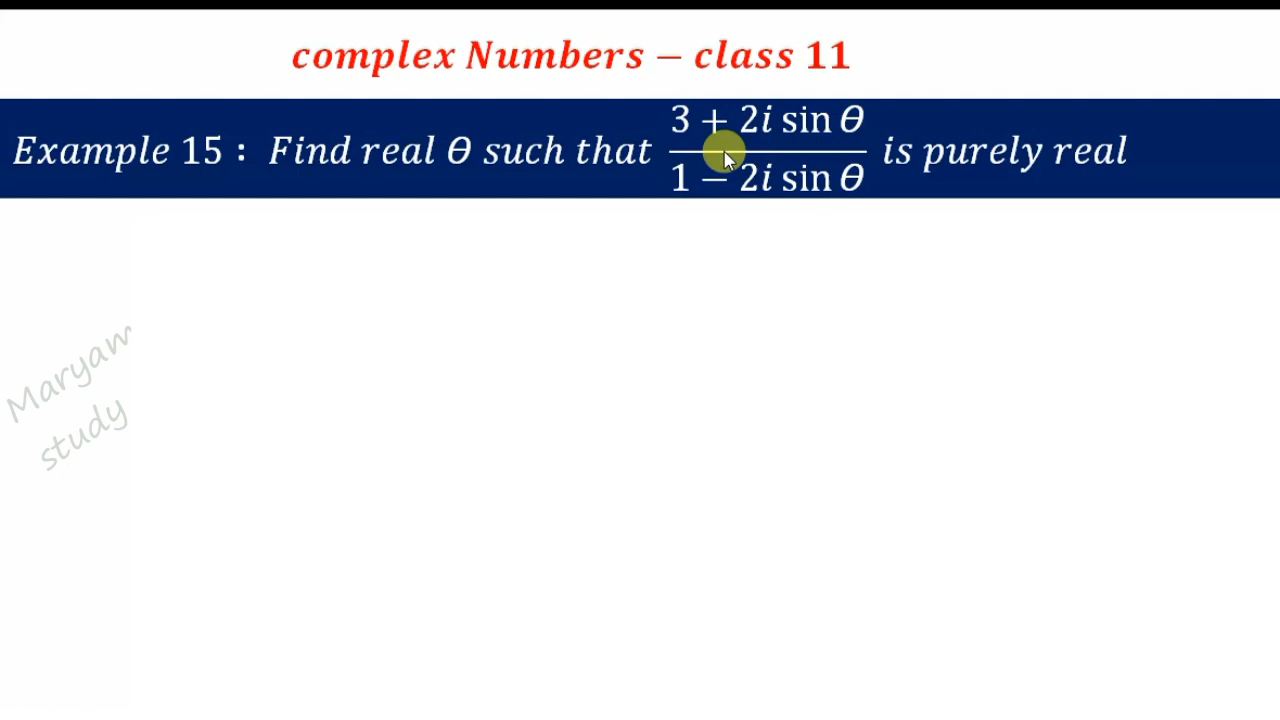 complex Numbers − class 11
Example 15 : Find real θ such that (3 + 2i sin θ)/(1 − 2i sin θ) is purely real
Maryam
study